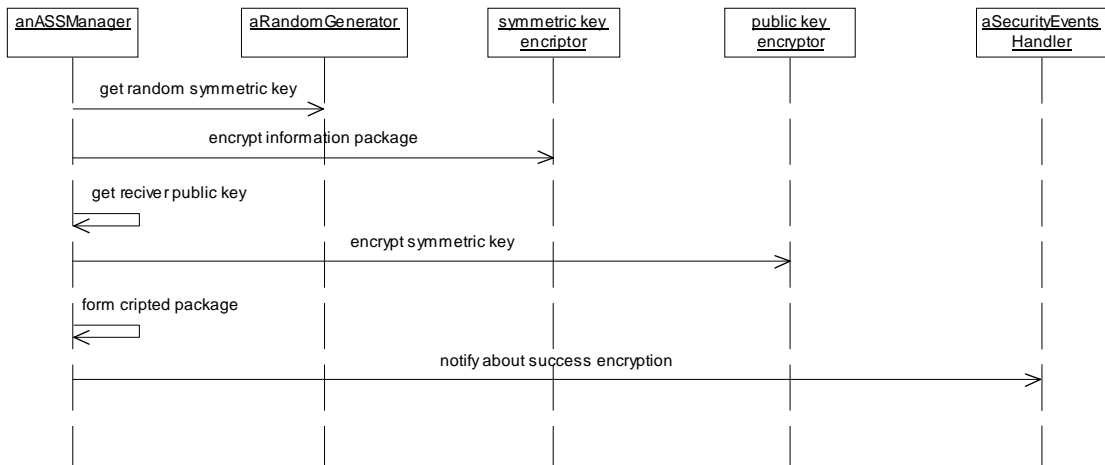 anASSManager
aRandomGenerator
symmetric key
encriptor
public key
encryptor
aSecurityEvents
Handler
get random symmetric key
encrypt information package
get reciver public key
encrypt symmetric key
form cripted package
notify about success encryption